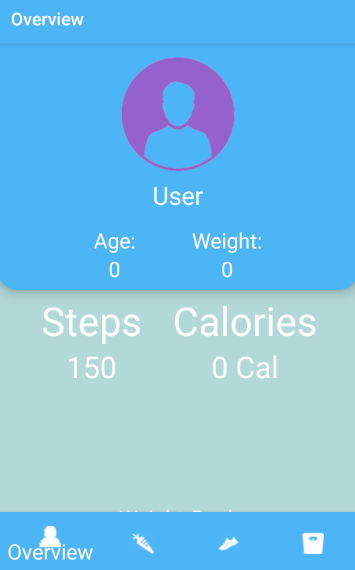 Overview
User
Age: Weight:
0 0
Steps Calories
150 0 Cal
Overview